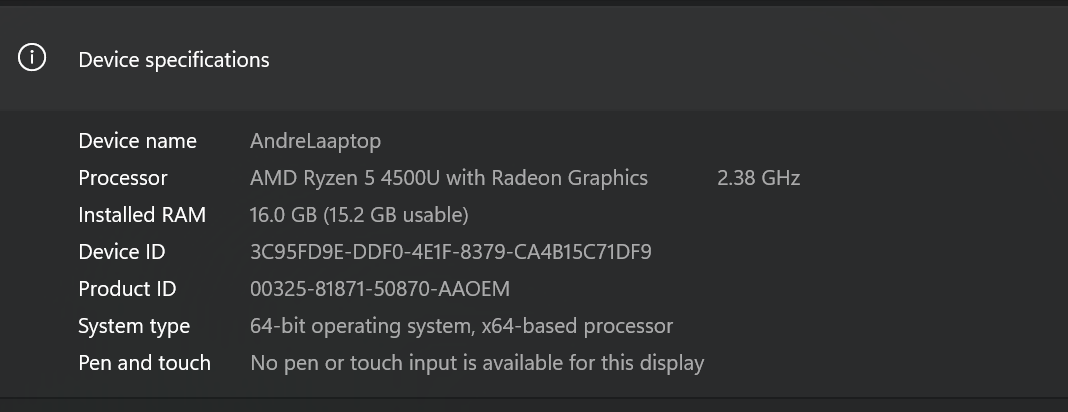 Device specifications
Device name AndreLaaptop
Processor AMD Ryzen 5 4500U with Radeon Graphics 2.38 GHz
Installed RAM 16.0 GB (15.2 GB usable)
Device ID 3C95FD9E-DDF0-4E1F-8379-CA4B15C71DF9
Product ID 00325-81871-50870-AAOEM
System type 64-bit operating system, x64-based processor
Pen and touch No pen or touch input is available for this display